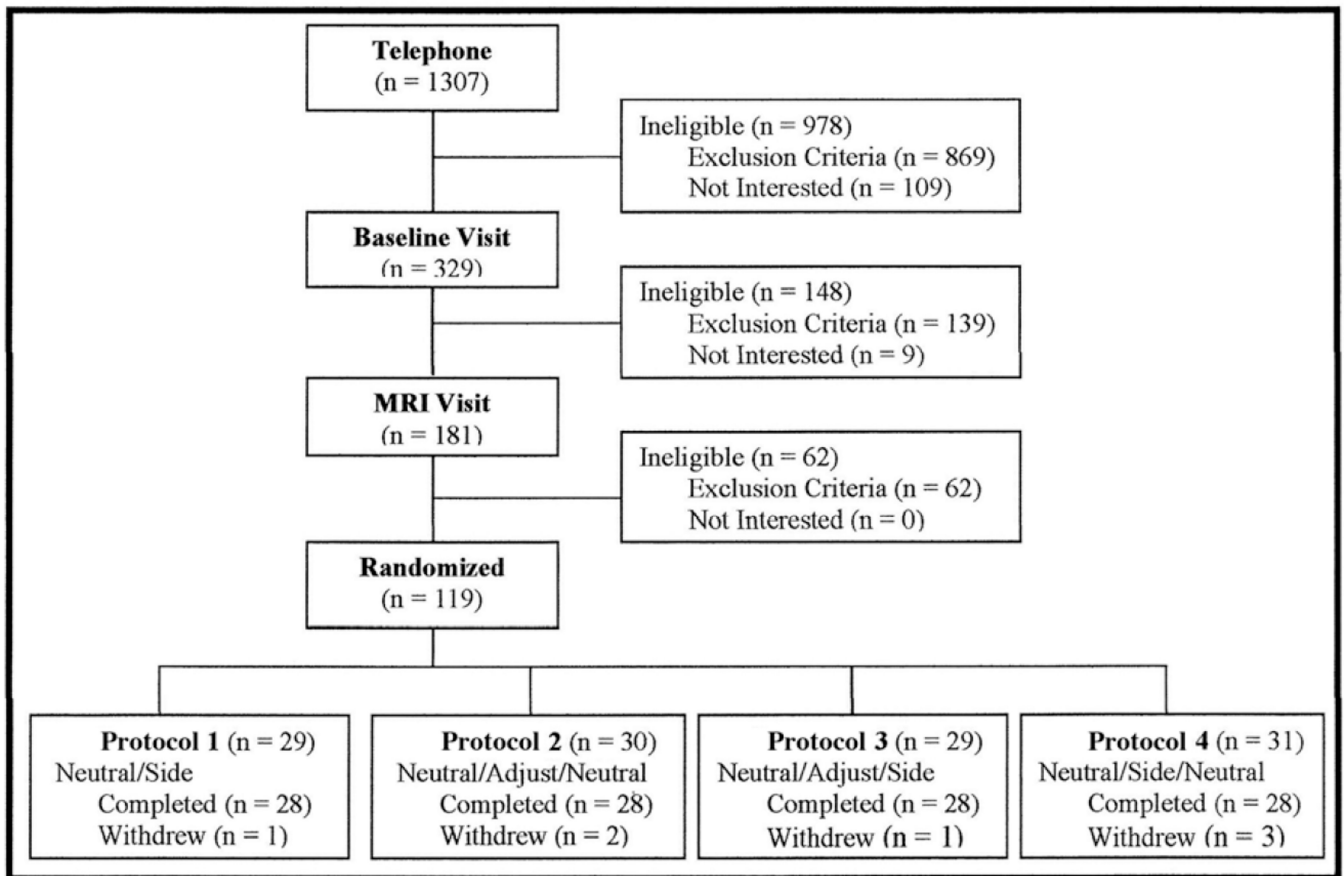 Telephone
(n = 1307)
Ineligible (n = 978)
Exclusion Criteria (n = 869)
Not Interested (n = 109)
Baseline Visit
(n = 329)
Ineligible (n = 148)
Exclusion Criteria (n = 139)
Not Interested (n = 9)
MRI Visit
(n = 181)
Ineligible (n = 62)
Exclusion Criteria (n = 62)
Not Interested (n = 0)
Randomized
(n = 119)
Protocol 1 (n = 29)
Neutral/Side
Completed (n = 28)
Withdrew (n = 1)
Protocol 2 (n = 30)
Neutral/Adjust/Neutral
Completed (n = 28)
Withdrew (n = 2)
Protocol 3 (n = 29)
Neutral/Adjust/Side
Completed (n = 28)
Withdrew (n = 1)
Protocol 4 (n = 31)
Neutral/Side/Neutral
Completed (n = 28)
Withdrew (n = 3)